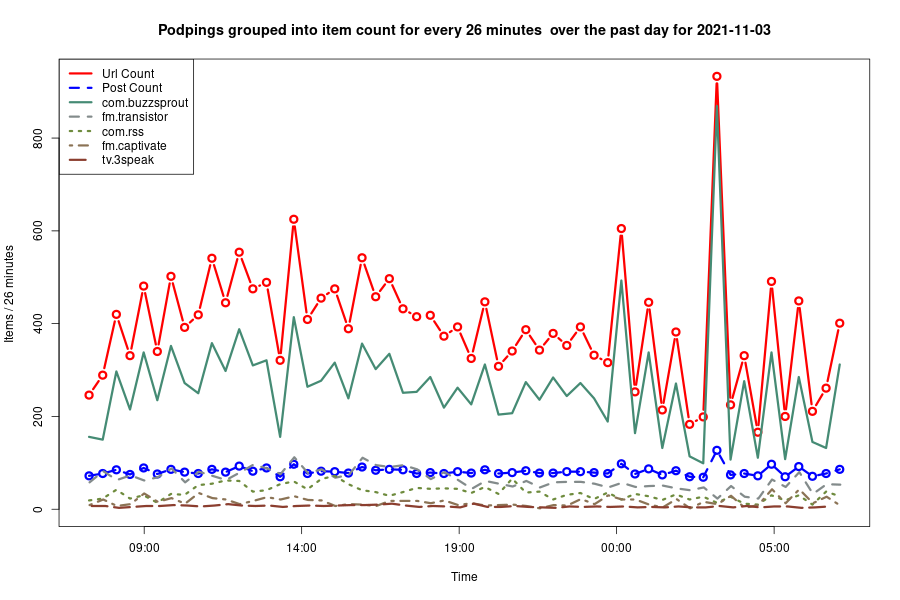 Podpings grouped into item count for every 26 minutes  over the past day for 2021-11-03
Url Count
Post Count
com.buzzsprout
fm.transistor
com.rss
fm.captivate
tv.3speak
Items / 26 minutes
800
600
400
200
0
09:00
14:00
19:00
00:00
05:00
Time